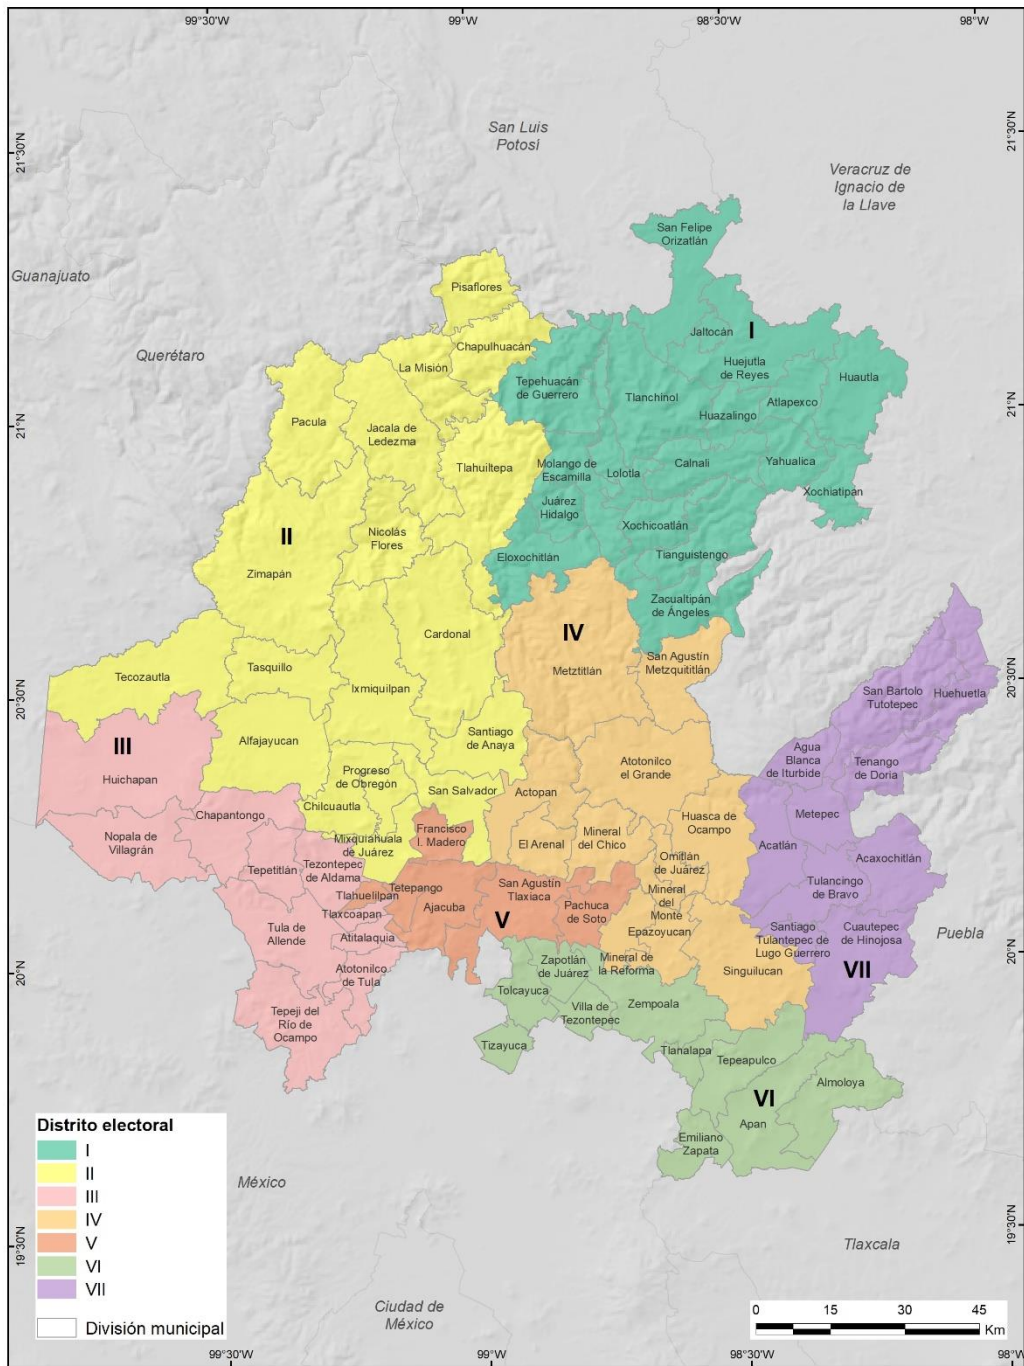 99°30'W
99°W
98°30'W
98°W
21°30'N
21°N
20°30'N
20°N
19°30'N
21°30'N
21°N
20°30'N
20°N
19°30'N
San Luis
Potosí
Veracruz de
Ignacio de
la Llave
Guanajuato
Querétaro
San Felipe
Orizatlán
Pisaflores
I
Jaltocán
Chapulhuacán
La Misión
Huejutla
de Reyes
Huautla
Tepehuacán
de Guerrero
Tlanchinol
Atlapexco
Huazalingo
Pacula
Jacala de
Ledezma
Tlahuiltepa
Molango de
Escamilla
Lolotla
Calnali
Yahualica
Xochiatipan
Juárez
Hidalgo
Xochicoatlán
II
Nicolás
Flores
Eloxochitlán
Tianguistengo
Zimapán
Zacualtipán
de Ángeles
IV
Cardonal
Metztitlán
San Agustín
Metzquititlán
Tasquillo
Tecozautla
Ixmiquilpan
San Bartolo
Tutotepec
Huehuetla
III
Huichapan
Alfajayucan
Santiago
de Anaya
Agua
Blanca
de Iturbide
Tenango
de Doria
Atotonilco
el Grande
Progreso
de Obregón
San Salvador
Actopan
Chilcuautla
Metepec
Chapantongo
Huasca de
Ocampo
Nopala de
Villagrán
Francisco
I. Madero
Mixquiahuala
de Juárez
El Arenal
Mineral
del Chico
Acatlán
Acaxochitlán
Omitlán
de Juárez
Tepetitlán
Tezontepec
de Aldama
Tulancingo
de Bravo
Tlahuelilpan
Tetepango
San Agustín
Tlaxiaca
Mineral
del
Monte
Ajacuba
Pachuca
de Soto
Tlaxcoapan
V
Tula de
Allende
Atitalaquia
Epazoyucan
Santiago
Tulantepec de
Lugo Guerrero
Cuautepec
de Hinojosa
Puebla
Zapotlán
de Juárez
Mineral de
la Reforma
Singuilucan
VII
Atotonilco
de Tula
Tolcayuca
Villa de
Tezontepec
Zempoala
Tepeji del
Río de
Ocampo
Tizayuca
Tlanalapa
Tepeapulco
Almoloya
VI
Apan
Emiliano
Zapata
México
Tlaxcala
Ciudad de
México
Distrito electoral
I
II
III
IV
V
VI
VII
División municipal
0 15 30 45
Km
99°30'W
99°W
98°30'W
98°W